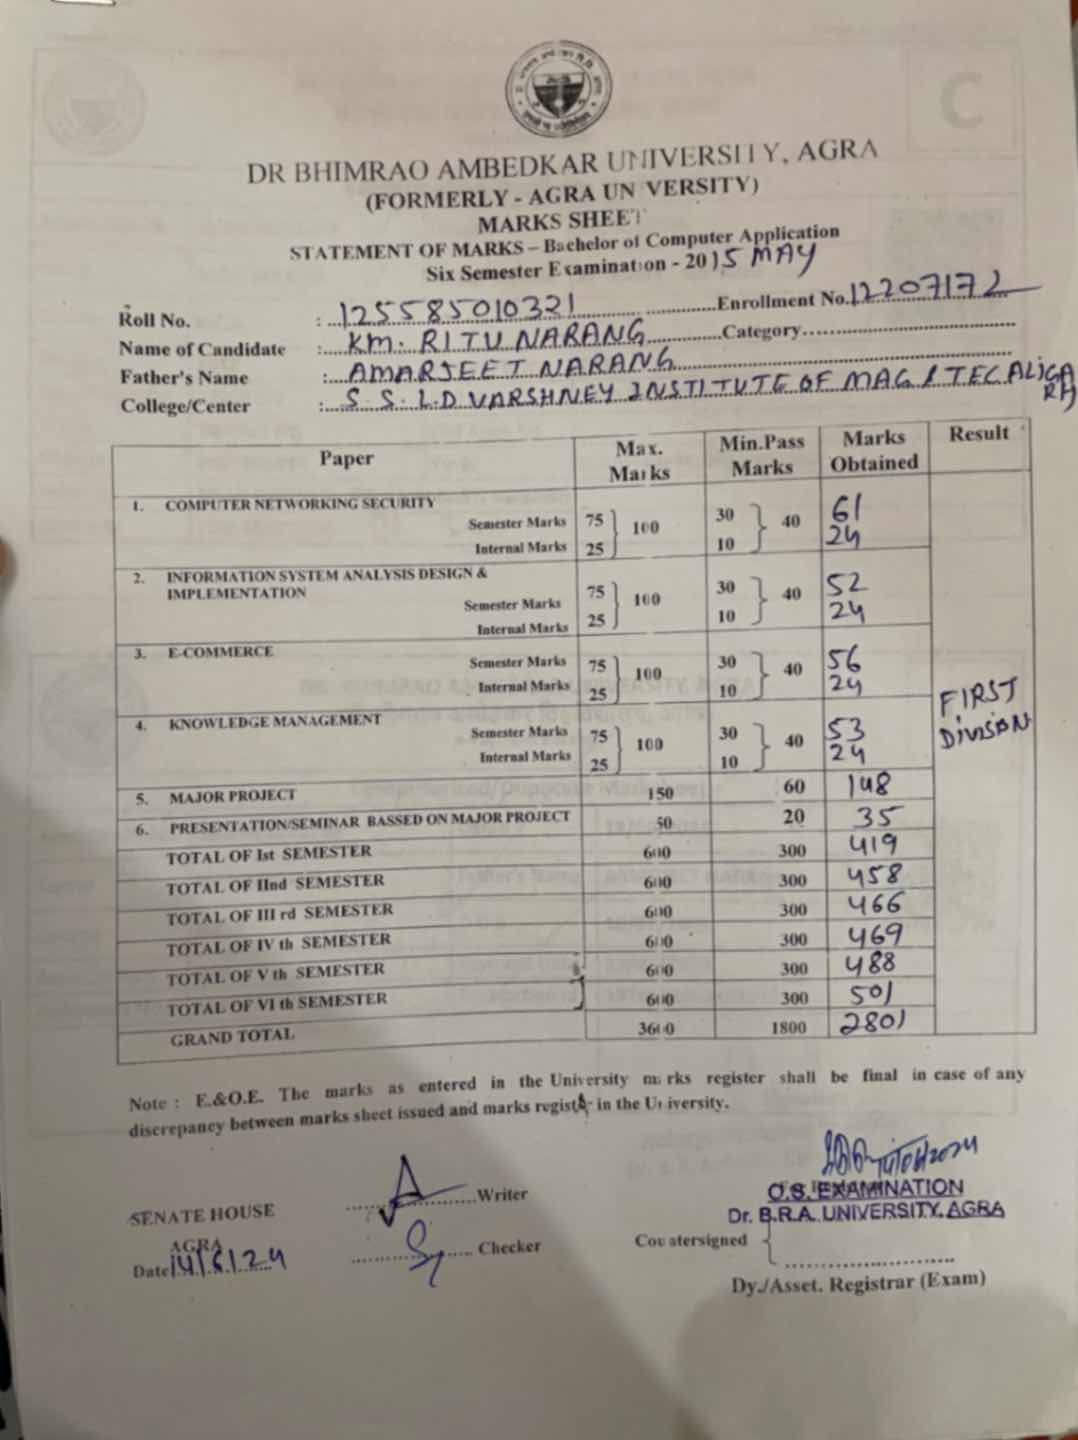 C
DR BHIMRAO AMBEDKAR UNIVERSITY, AGRA
(FORMERLY - AGRA UN VERSITY)
MARKS SHEET
STATEMENT OF MARKS – Bachelor of Computer Application
Six Semester Examination - 2015 MAY
Roll No. : 125585010321 Enrollment No. 12207172
Name of Candidate : KM. RITU NARANG Category
Father's Name : AMARJEET NARANG
College/Center : S.S.L.D VARSHNEY INSTITUTE OF MAG / TEC ALIGA
RH
Paper Max. Marks Min.Pass Marks Marks Obtained Result
1. COMPUTER NETWORKING SECURITY
Semester Marks 75 100 30 40 61
Internal Marks 25 10 24
2. INFORMATION SYSTEM ANALYSIS DESIGN &
IMPLEMENTATION
Semester Marks 75 100 30 40 52
Internal Marks 25 10 24
3. E-COMMERCE
Semester Marks 75 100 30 40 56
Internal Marks 25 10 24
FIRST
DIVISION
4. KNOWLEDGE MANAGEMENT
Semester Marks 75 100 30 40 53
Internal Marks 25 10 24
5. MAJOR PROJECT 150 60 148
6. PRESENTATION/SEMINAR BASSED ON MAJOR PROJECT 50 20 35
TOTAL OF Ist SEMESTER 600 300 419
TOTAL OF IInd SEMESTER 600 300 458
TOTAL OF III rd SEMESTER 600 300 466
TOTAL OF IV th SEMESTER 600 300 469
TOTAL OF V th SEMESTER 600 300 488
TOTAL OF VI th SEMESTER 600 300 501
GRAND TOTAL 3600 1800 2801
Note : E.&O.E. The marks as entered in the University marks register shall be final in case of any
discrepancy between marks sheet issued and marks register in the University.
SENATE HOUSE
AGRA
Date 14/6/24
Writer
Checker
O.S. EXAMINATION
Dr. B.R.A. UNIVERSITY, AGRA
Countersigned
Dy./Asset. Registrar (Exam)